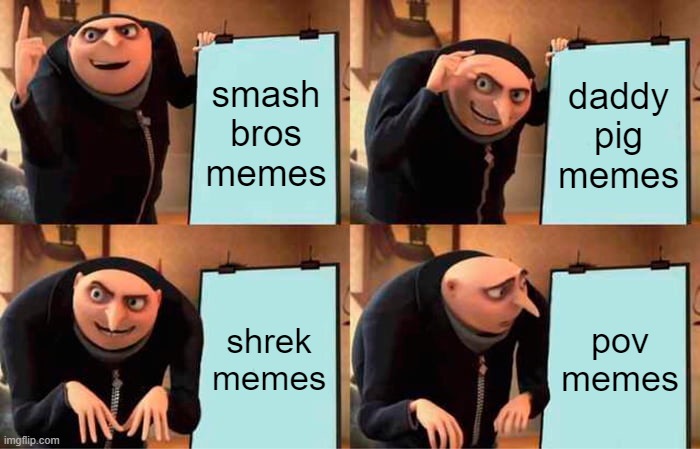 smash
bros
memes
daddy
pig
memes
shrek
memes
pov
memes
imgflip.com